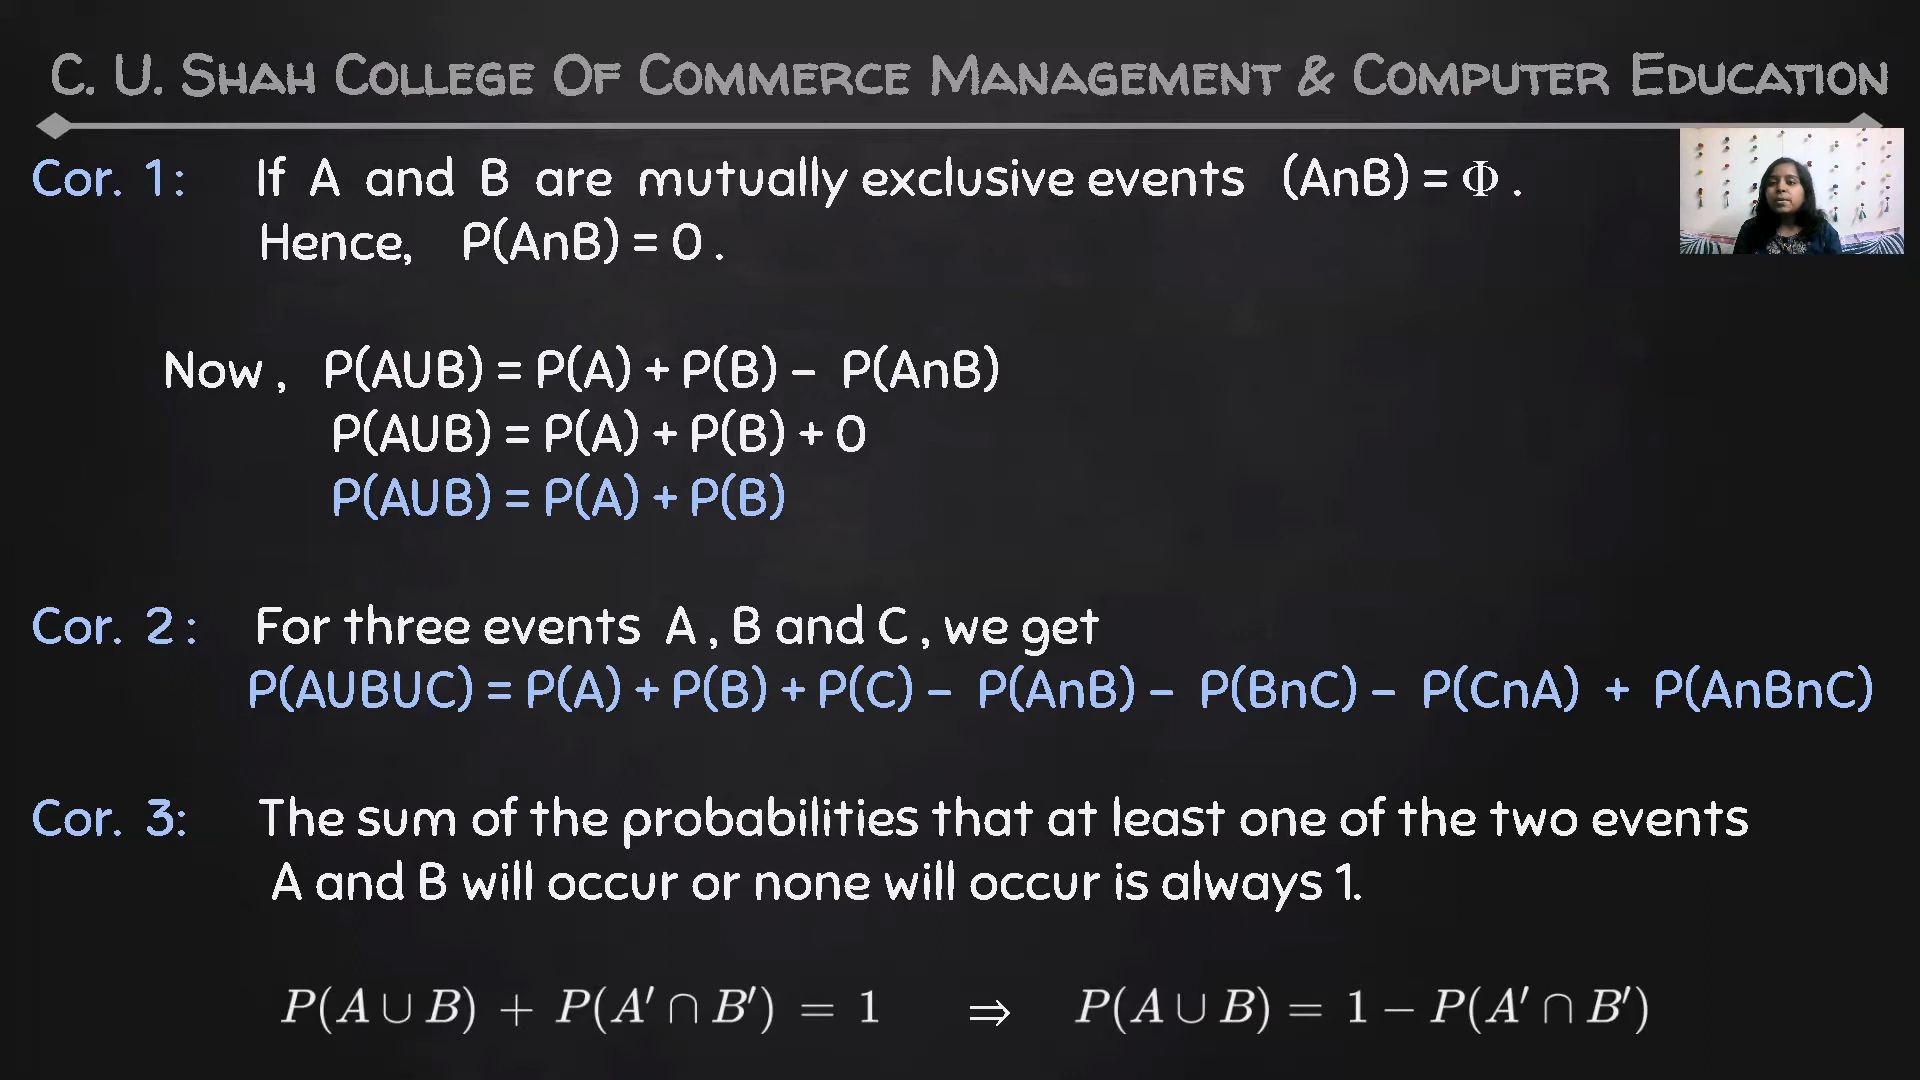 C. U. SHAH COLLEGE OF COMMERCE MANAGEMENT & COMPUTER EDUCATION
Cor. 1: If A and B are mutually exclusive events (AnB) = Φ .
Hence, P(AnB) = 0 .
Now , P(AUB) = P(A) + P(B) – P(AnB)
P(AUB) = P(A) + P(B) + 0
P(AUB) = P(A) + P(B)
Cor. 2 : For three events A , B and C , we get
P(AUBUC) = P(A) + P(B) + P(C) – P(AnB) – P(BnC) – P(CnA) + P(AnBnC)
Cor. 3: The sum of the probabilities that at least one of the two events
A and B will occur or none will occur is always 1.
P(A ∪ B) + P(A′ ∩ B′) = 1 ⇒ P(A ∪ B) = 1 − P(A′ ∩ B′)